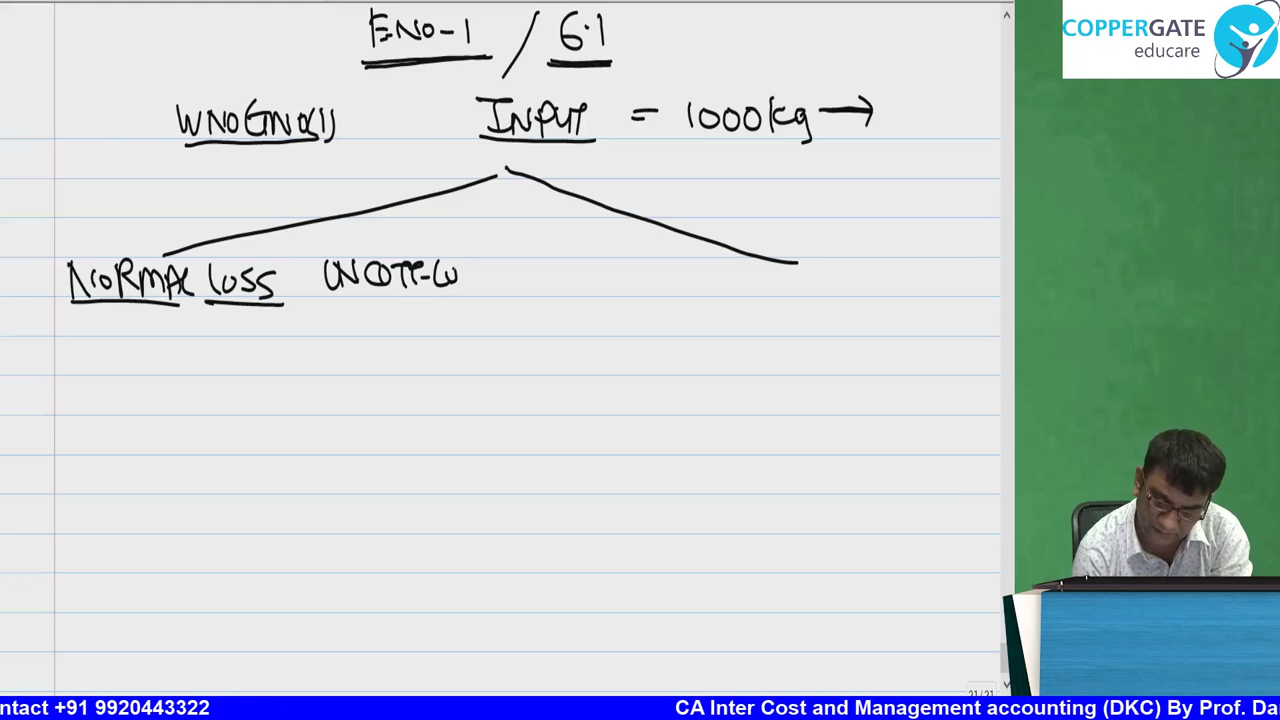 ENO-1 / 6.1
COPPERGATE
educare
INPUT = 1000kg →
NORMAL LOSS
ntact +91 9920443322
CA Inter Cost and Management accounting (DKC) By Prof. Da